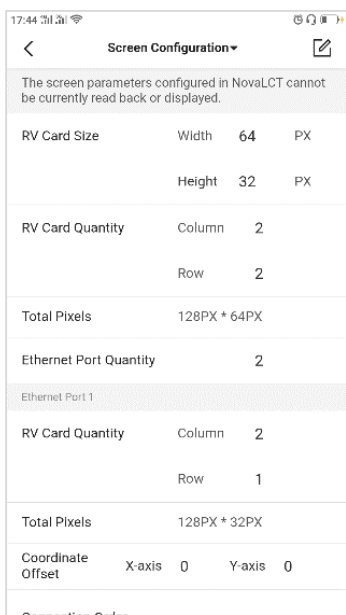 17:44
Screen Configuration
The screen parameters configured in NovaLCT cannot
be currently read back or displayed.
RV Card Size Width 64 PX
Height 32 PX
RV Card Quantity Column 2
Row 2
Total Pixels 128PX * 64PX
Ethernet Port Quantity 2
Ethernet Port 1
RV Card Quantity Column 2
Row 1
Total Pixels 128PX * 32PX
Coordinate
Offset X-axis 0 Y-axis 0